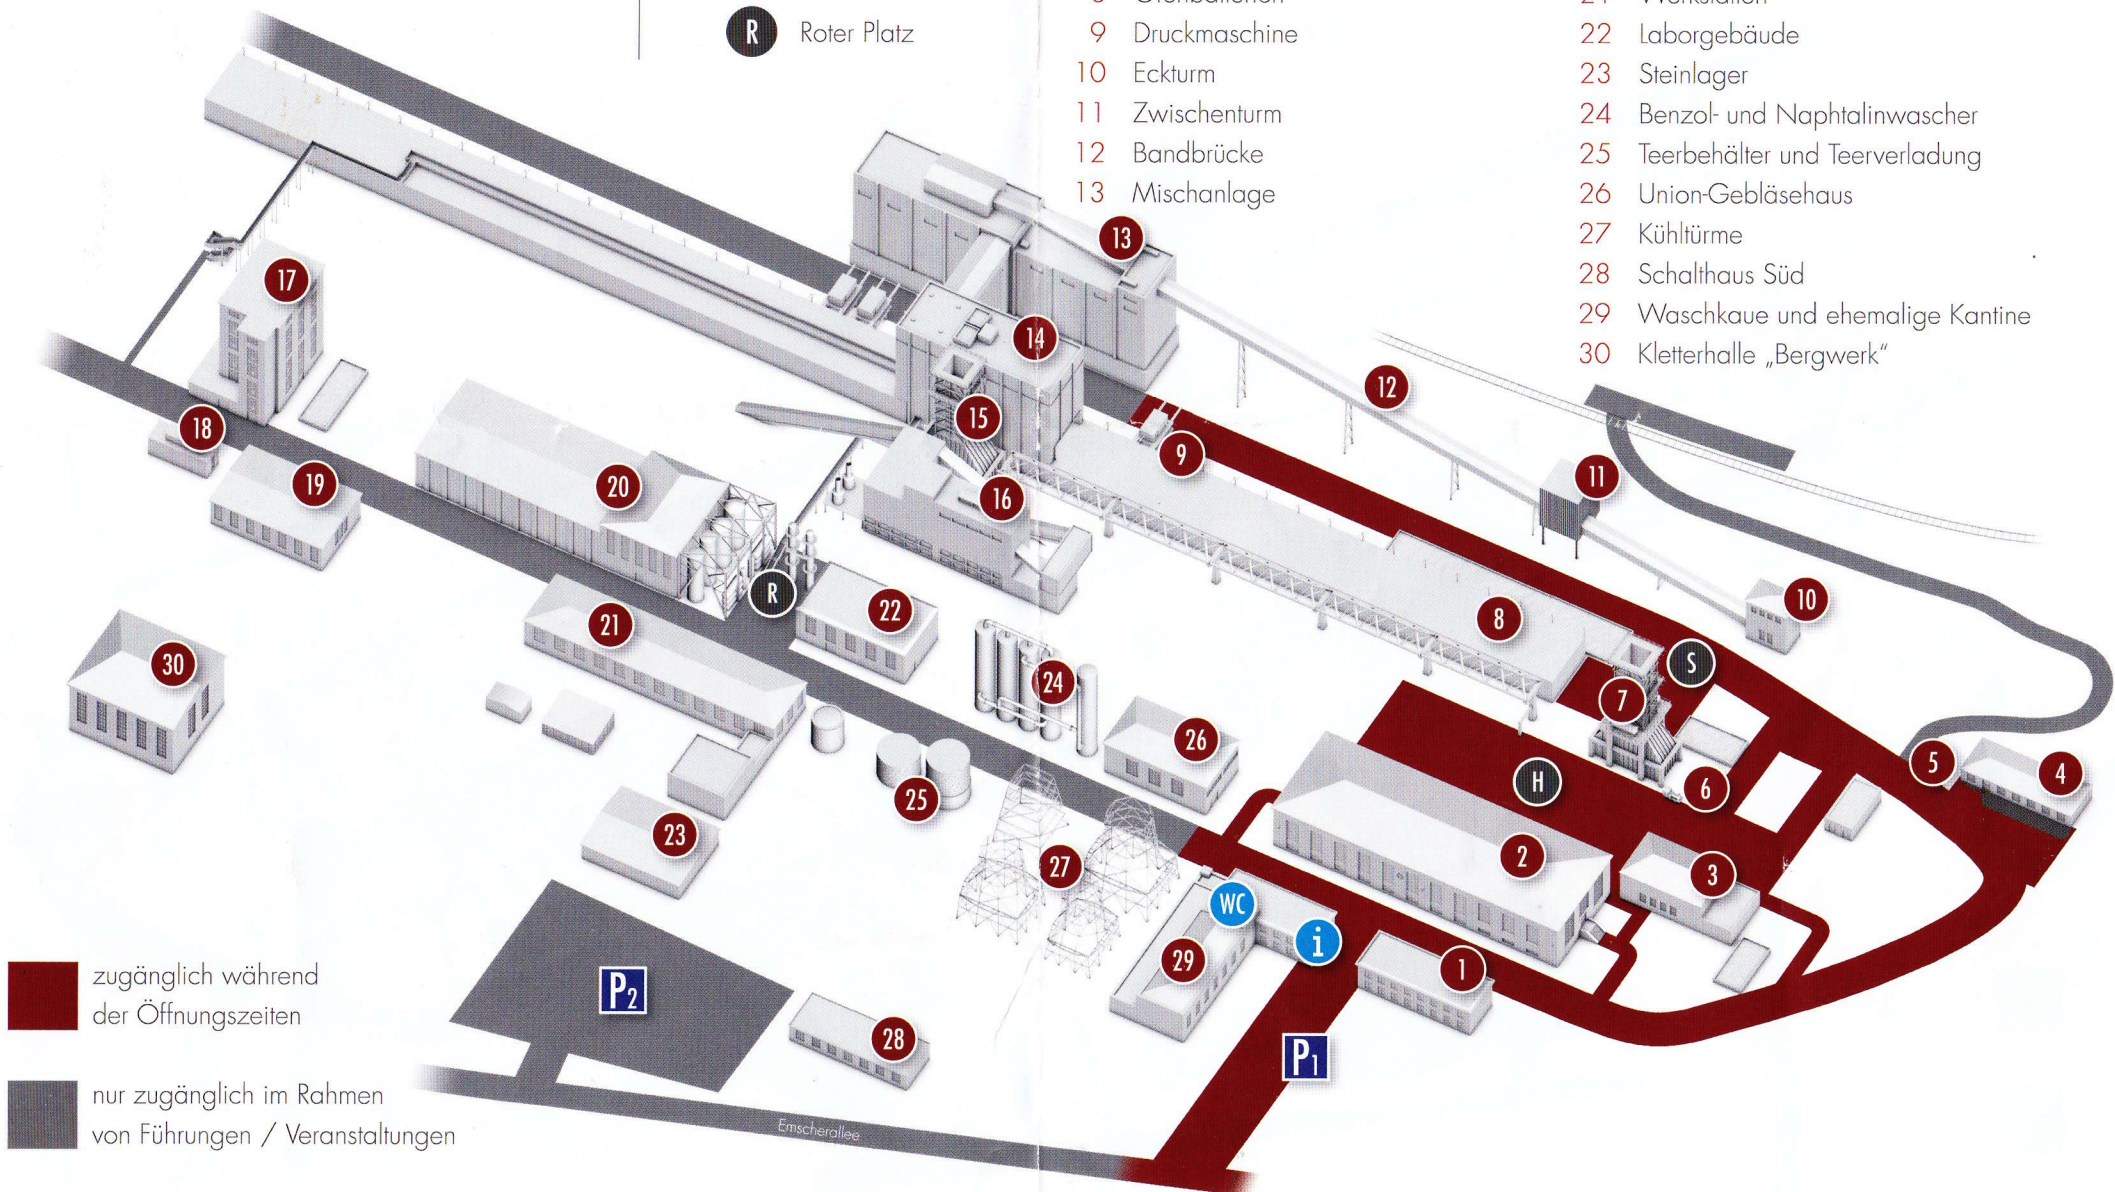 R Roter Platz
9 Druckmaschine
10 Eckturm
11 Zwischenturm
12 Bandbrücke
13 Mischanlage
22 Laborgebäude
23 Steinlager
24 Benzol- und Naphtalinwascher
25 Teerbehälter und Teerverladung
26 Union-Gebläsehaus
27 Kühltürme
28 Schalthaus Süd
29 Waschkaue und ehemalige Kantine
30 Kletterhalle „Bergwerk“
13
17
14
12
15
18
9
11
19
20
16
R
22
10
21
8
30
24
S
7
26
H
5
4
6
25
23
27
2
3
WC
i
29
1
P2
28
P1
zugänglich während
der Öffnungszeiten
nur zugänglich im Rahmen
von Führungen / Veranstaltungen
Emscherallee